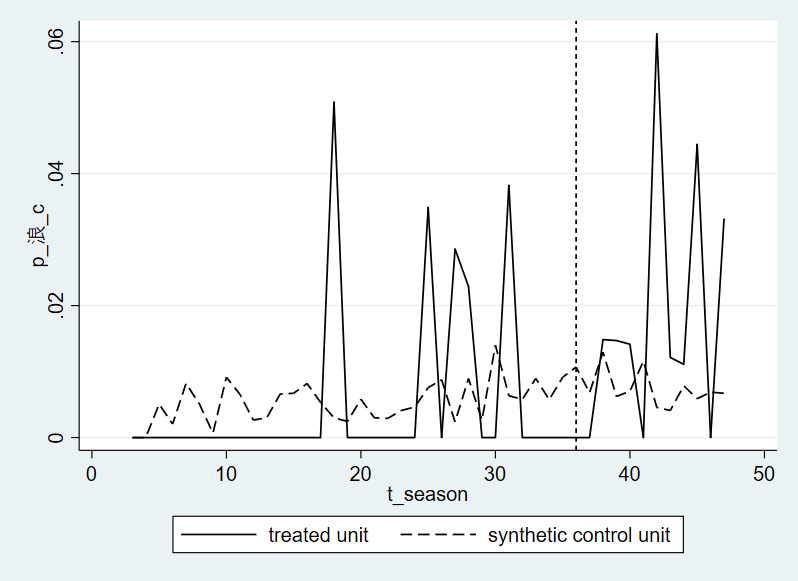 .06
.04
.02
0
p_浪_c
0 10 20 30 40 50
t_season
treated unit synthetic control unit